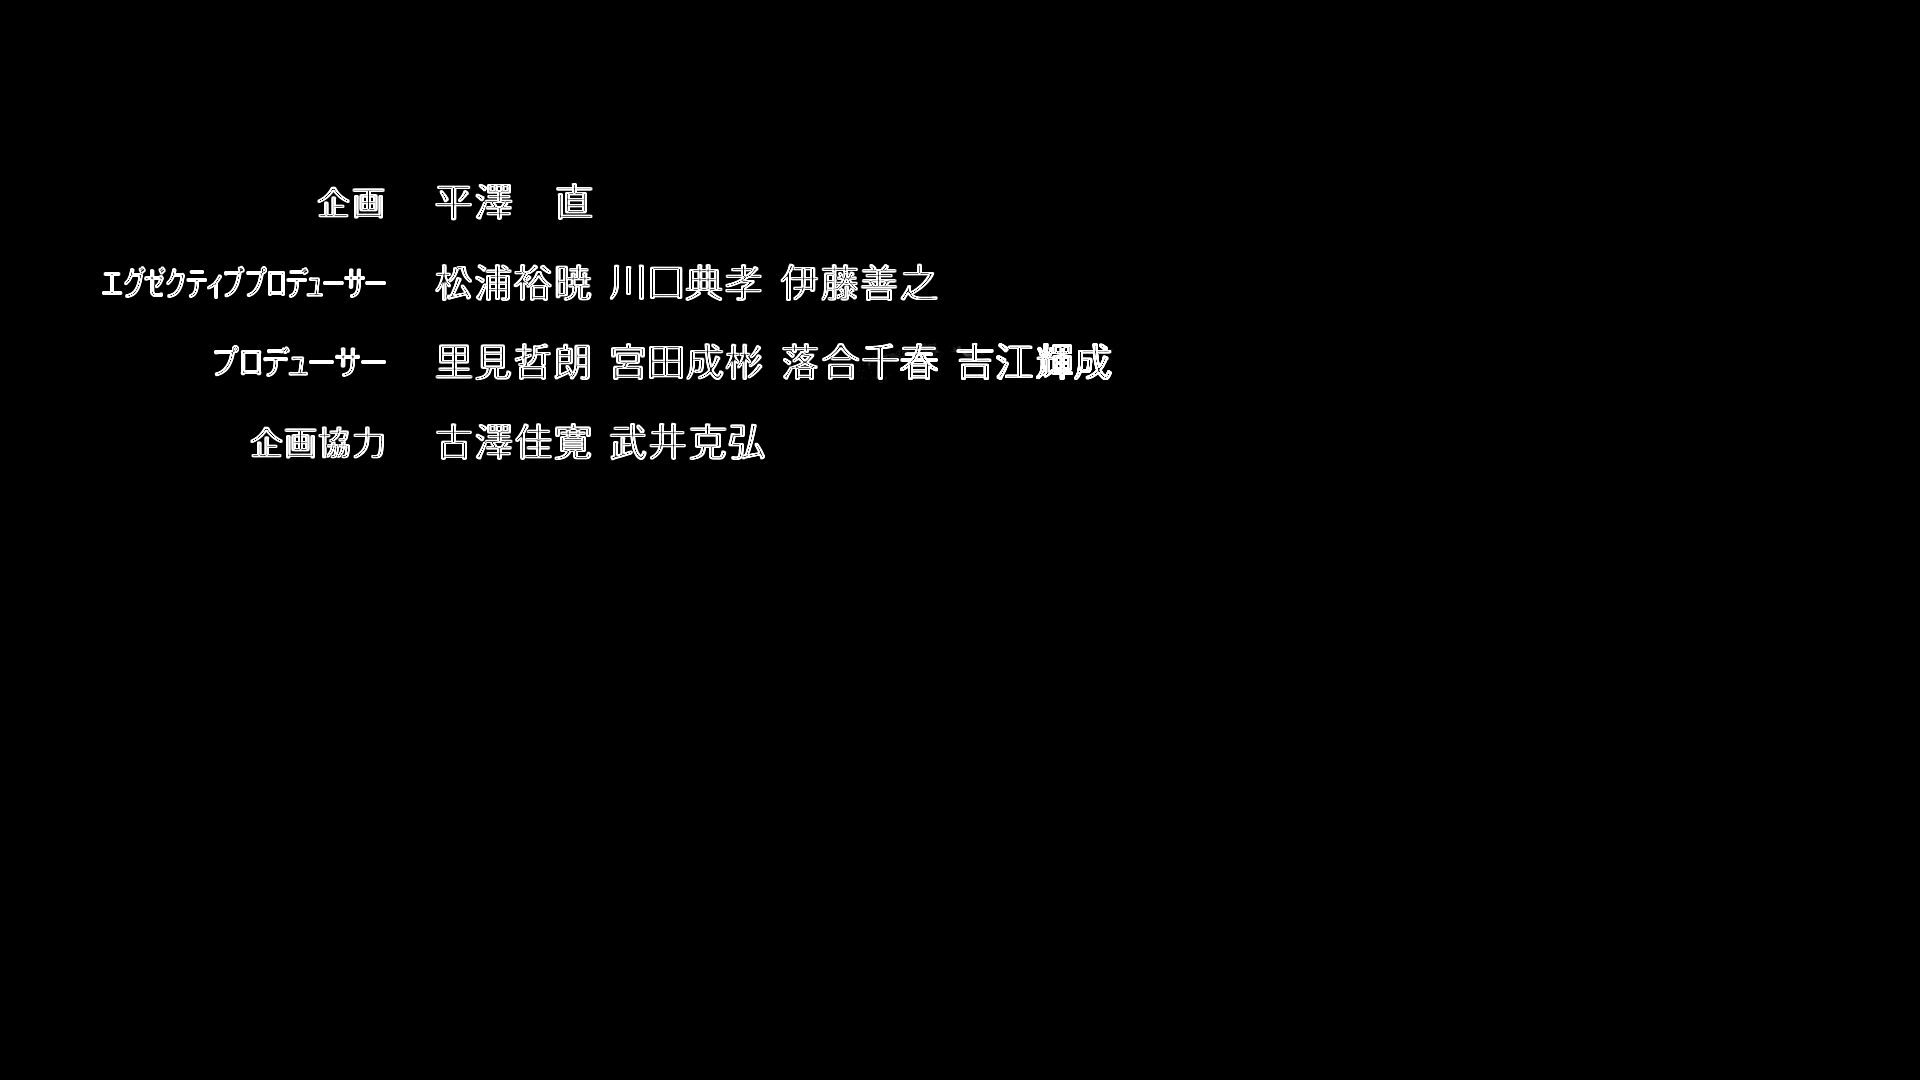 企画 平澤　直
エグゼクティブプロデューサー 松浦裕暁 川口典孝 伊藤善之
プロデューサー 里見哲朗 宮田成彬 落合千春 吉江輝成
企画協力 古澤佳寛 武井克弘